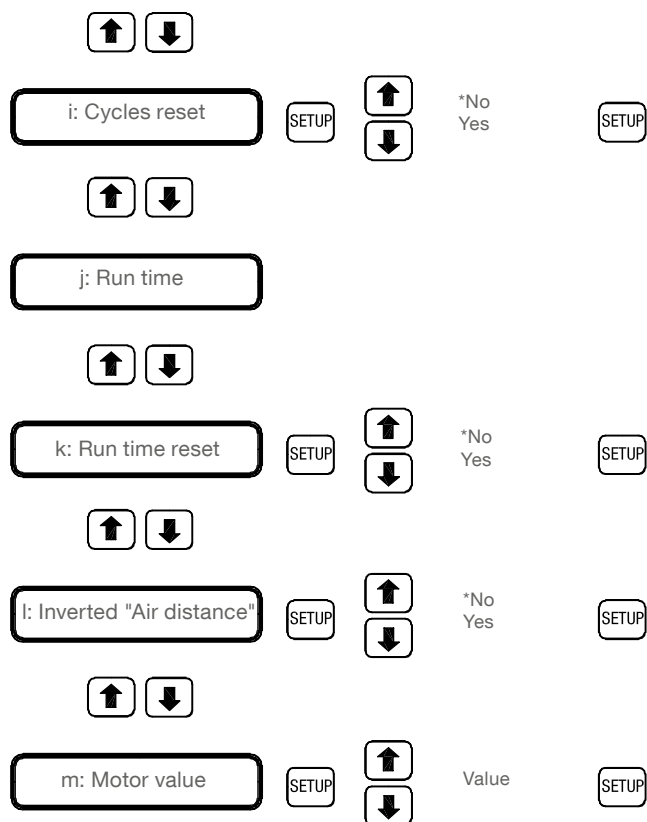 i: Cycles reset
SETUP
*No
Yes
SETUP
j: Run time
k: Run time reset
SETUP
*No
Yes
SETUP
l: Inverted "Air distance"
SETUP
*No
Yes
SETUP
m: Motor value
SETUP
Value
SETUP